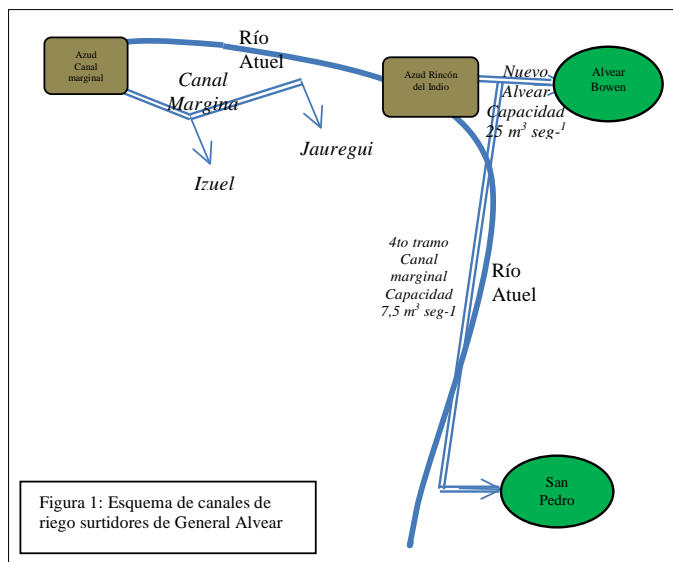 Azud
Canal
marginal
Río
Atuel
Canal
Margina
Izuel
Jauregui
Azud Rincón
del Indio
Nuevo
Alvear
Capacidad
25 m³ seg-¹
Alvear
Bowen
4to tramo
Canal
marginal
Capacidad
7,5 m³ seg-1
Río
Atuel
San
Pedro
Figura 1: Esquema de canales de
riego surtidores de General Alvear